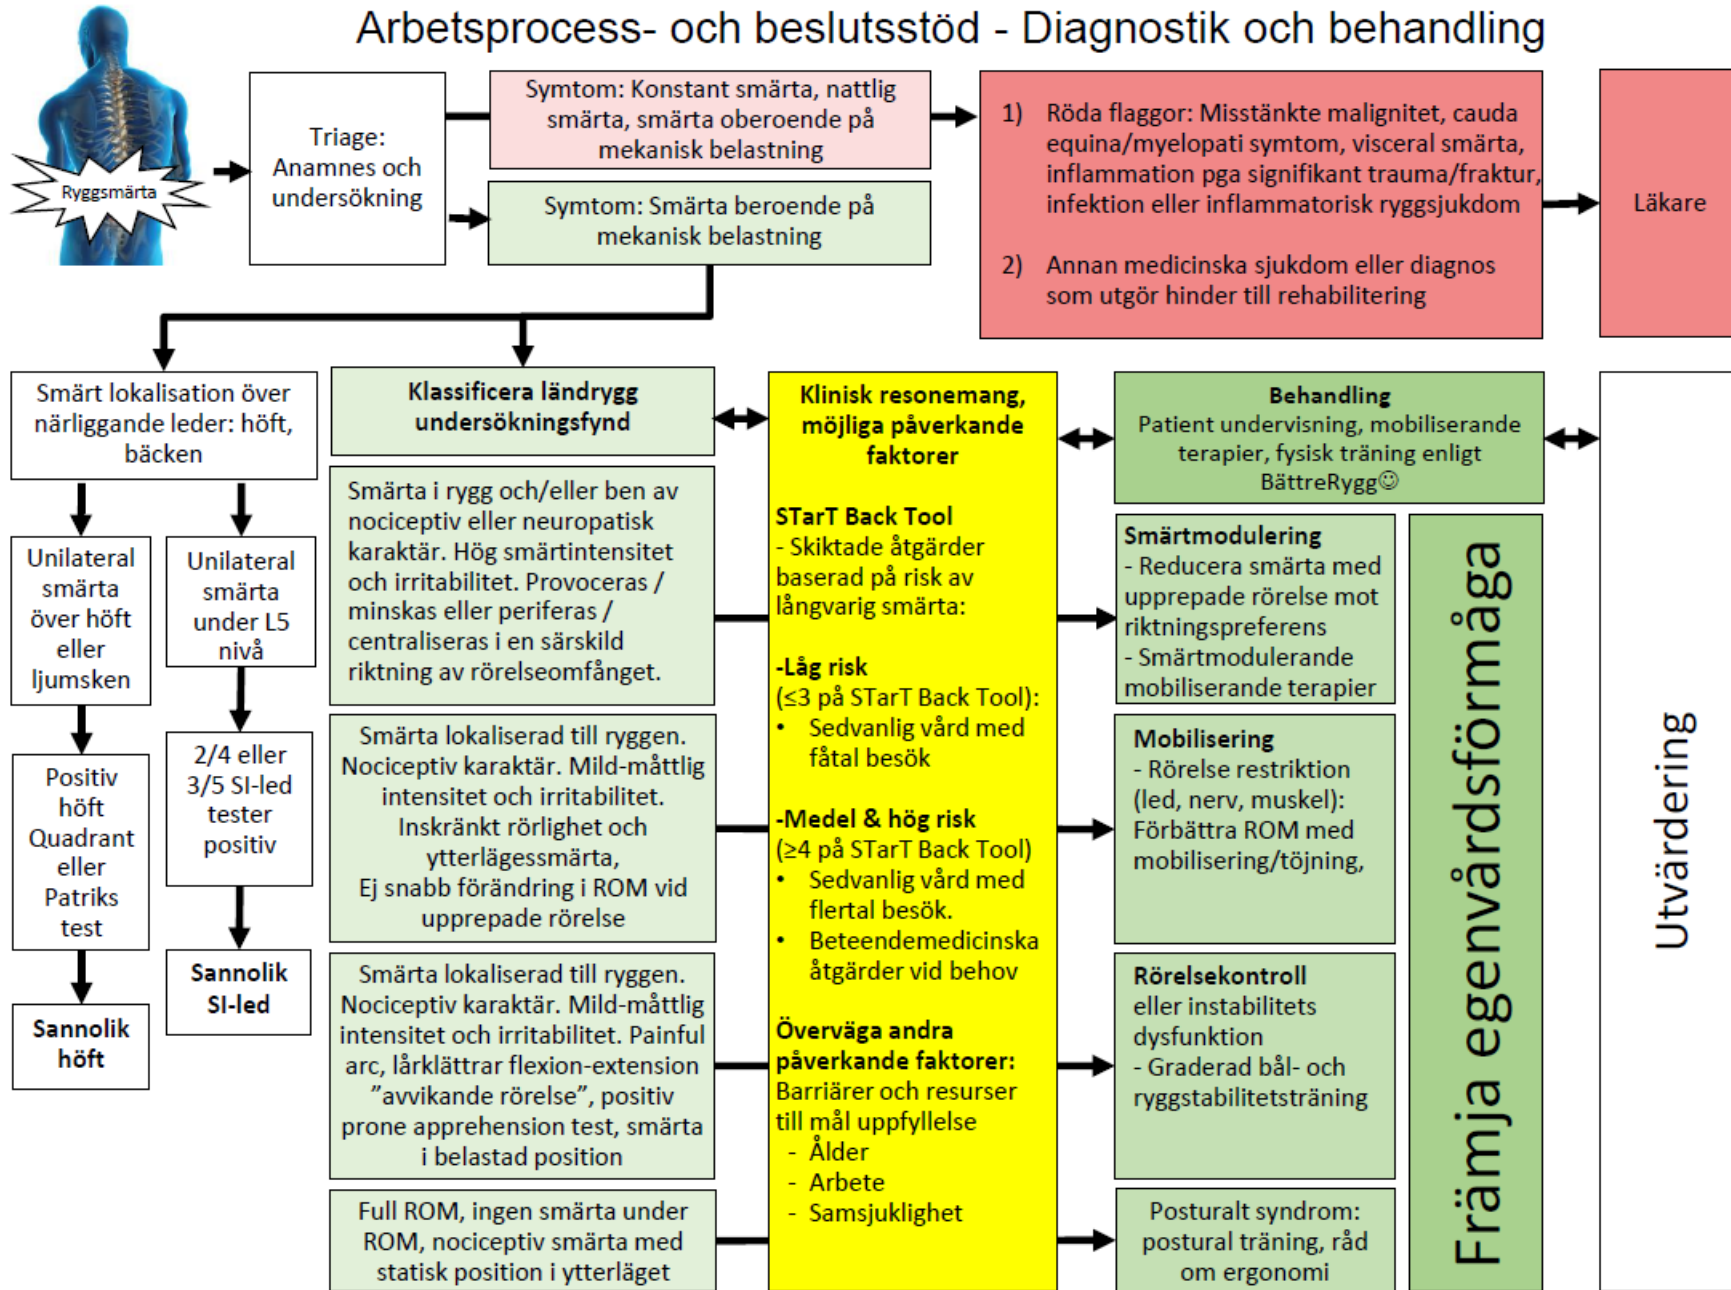 Arbetsprocess- och beslutsstöd - Diagnostik och behandling
Ryggsmärta
Triage:
Anamnes och
undersökning
Symtom: Konstant smärta, nattlig
smärta, smärta oberoende på
mekanisk belastning
Symtom: Smärta beroende på
mekanisk belastning
1) Röda flaggor: Misstänkte malignitet, cauda
equina/myelopati symtom, visceral smärta,
inflammation pga signifikant trauma/fraktur,
infektion eller inflammatorisk ryggsjukdom
2) Annan medicinska sjukdom eller diagnos
som utgör hinder till rehabilitering
Läkare
Smärt lokalisation över
närliggande leder: höft,
bäcken
Unilateral
smärta
över höft
eller
ljumsken
Positiv
höft
Quadrant
eller
Patriks
test
Sannolik
höft
Unilateral
smärta
under L5
nivå
2/4 eller
3/5 SI-led
tester
positiv
Sannolik
SI-led
Klassificera ländrygg
undersökningsfynd
Smärta i rygg och/eller ben av
nociceptiv eller neuropatisk
karaktär. Hög smärtintensitet
och irritabilitet. Provoceras /
minskas eller periferas /
centraliseras i en särskild
riktning av rörelseomfånget.
Smärta lokaliserad till ryggen.
Nociceptiv karaktär. Mild-måttlig
intensitet och irritabilitet.
Inskränkt rörlighet och
ytterlägessmärta,
Ej snabb förändring i ROM vid
upprepade rörelse
Smärta lokaliserad till ryggen.
Nociceptiv karaktär. Mild-måttlig
intensitet och irritabilitet. Painful
arc, lårklättrar flexion-extension
”avvikande rörelse”, positiv
prone apprehension test, smärta
i belastad position
Full ROM, ingen smärta under
ROM, nociceptiv smärta med
statisk position i ytterläget
Klinisk resonemang,
möjliga påverkande
faktorer
STarT Back Tool
- Skiktade åtgärder
baserad på risk av
långvarig smärta:
-Låg risk
(≤3 på STarT Back Tool):
• Sedvanlig vård med
fåtal besök
-Medel & hög risk
(≥4 på STarT Back Tool)
• Sedvanlig vård med
flertal besök.
• Beteendemedicinska
åtgärder vid behov
Överväga andra
påverkande faktorer:
Barriärer och resurser
till mål uppfyllelse
- Ålder
- Arbete
- Samsjuklighet
Behandling
Patient undervisning, mobiliserande
terapier, fysisk träning enligt
BättreRygg☺
Smärtmodulering
- Reducera smärta med
upprepade rörelse mot
riktningspreferens
- Smärtmodulerande
mobiliserande terapier
Mobilisering
- Rörelse restriktion
(led, nerv, muskel):
Förbättra ROM med
mobilisering/töjning,
Rörelsekontroll
eller instabilitets
dysfunktion
- Graderad bål- och
ryggstabilitetsträning
Posturalt syndrom:
postural träning, råd
om ergonomi
Främja egenvårdsförmåga
Utvärdering